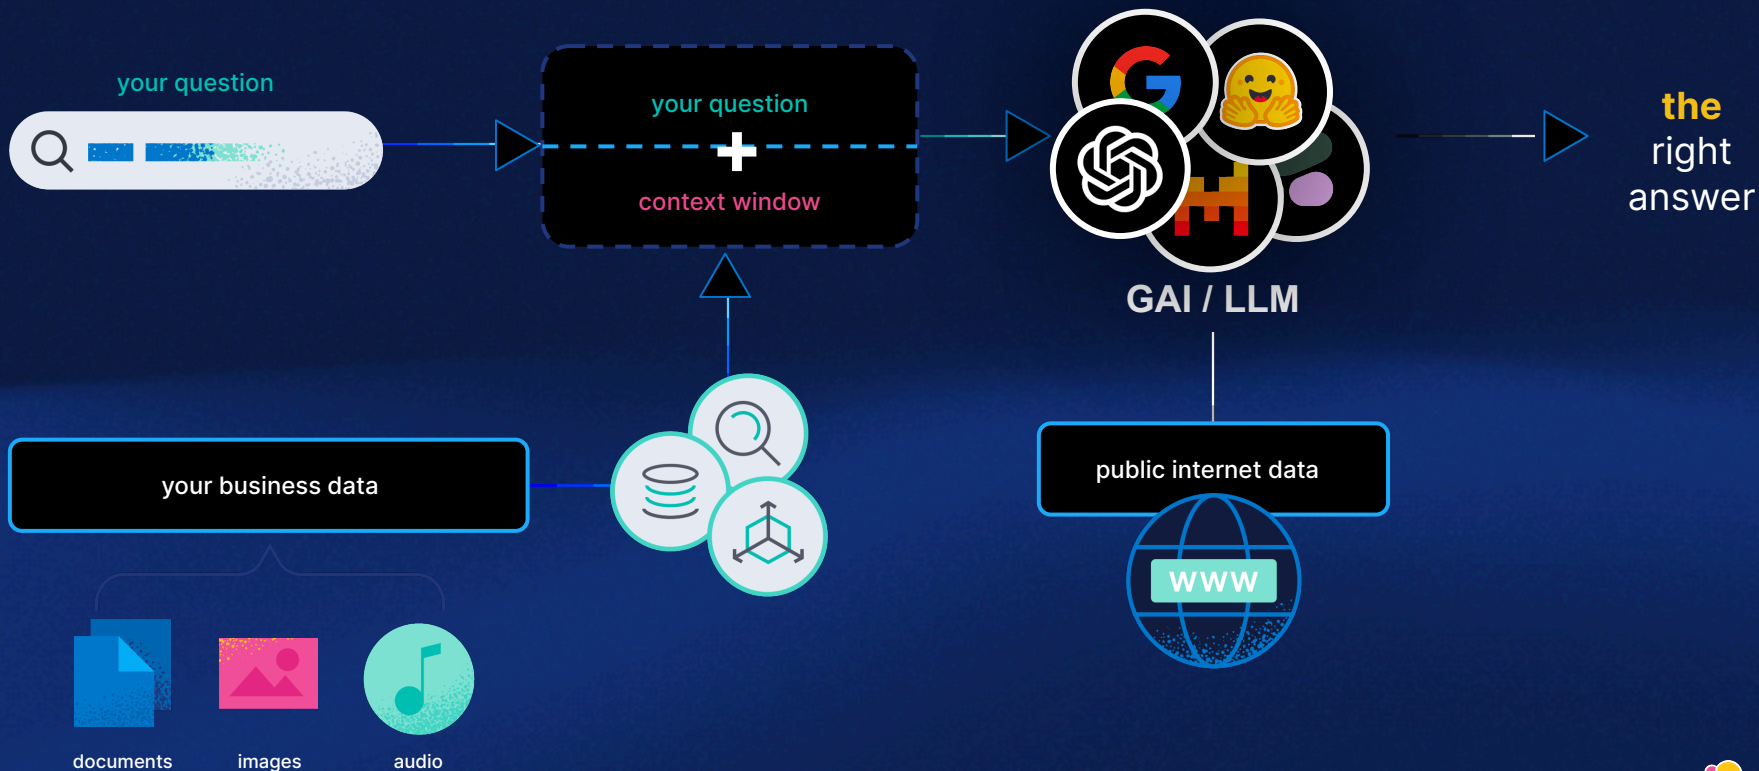 your question
your question
context window
the
right
answer
GAI / LLM
your business data
public internet data
WWW
documents
images
audio